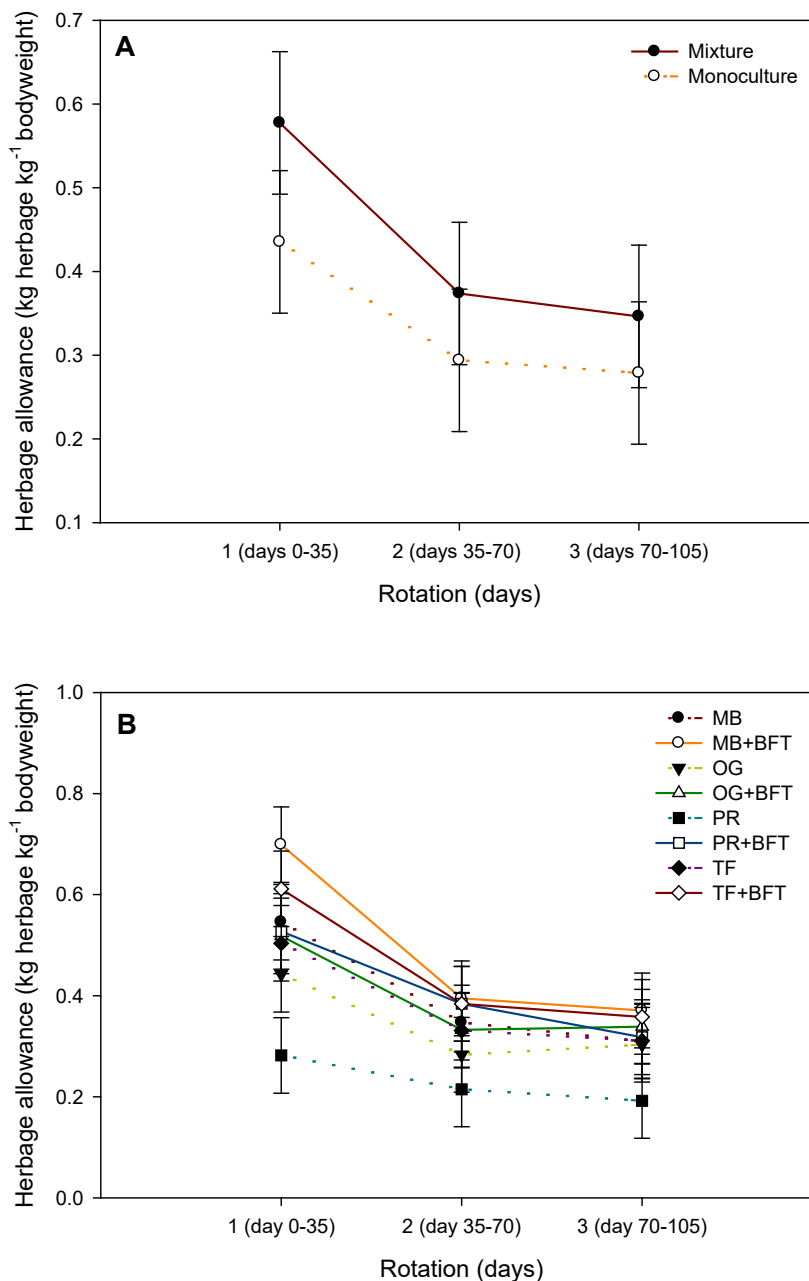 A
Mixture
Monoculture
0.7
0.6
0.5
0.4
0.3
0.2
0.1
Herbage allowance (kg herbage kg⁻¹ bodyweight)
1 (days 0-35) 2 (days 35-70) 3 (days 70-105)
Rotation (days)
B
MB
MB+BFT
OG
OG+BFT
PR
PR+BFT
TF
TF+BFT
1.0
0.8
0.6
0.4
0.2
0.0
Herbage allowance (kg herbage kg⁻¹ bodyweight)
1 (day 0-35) 2 (day 35-70) 3 (day 70-105)
Rotation (days)